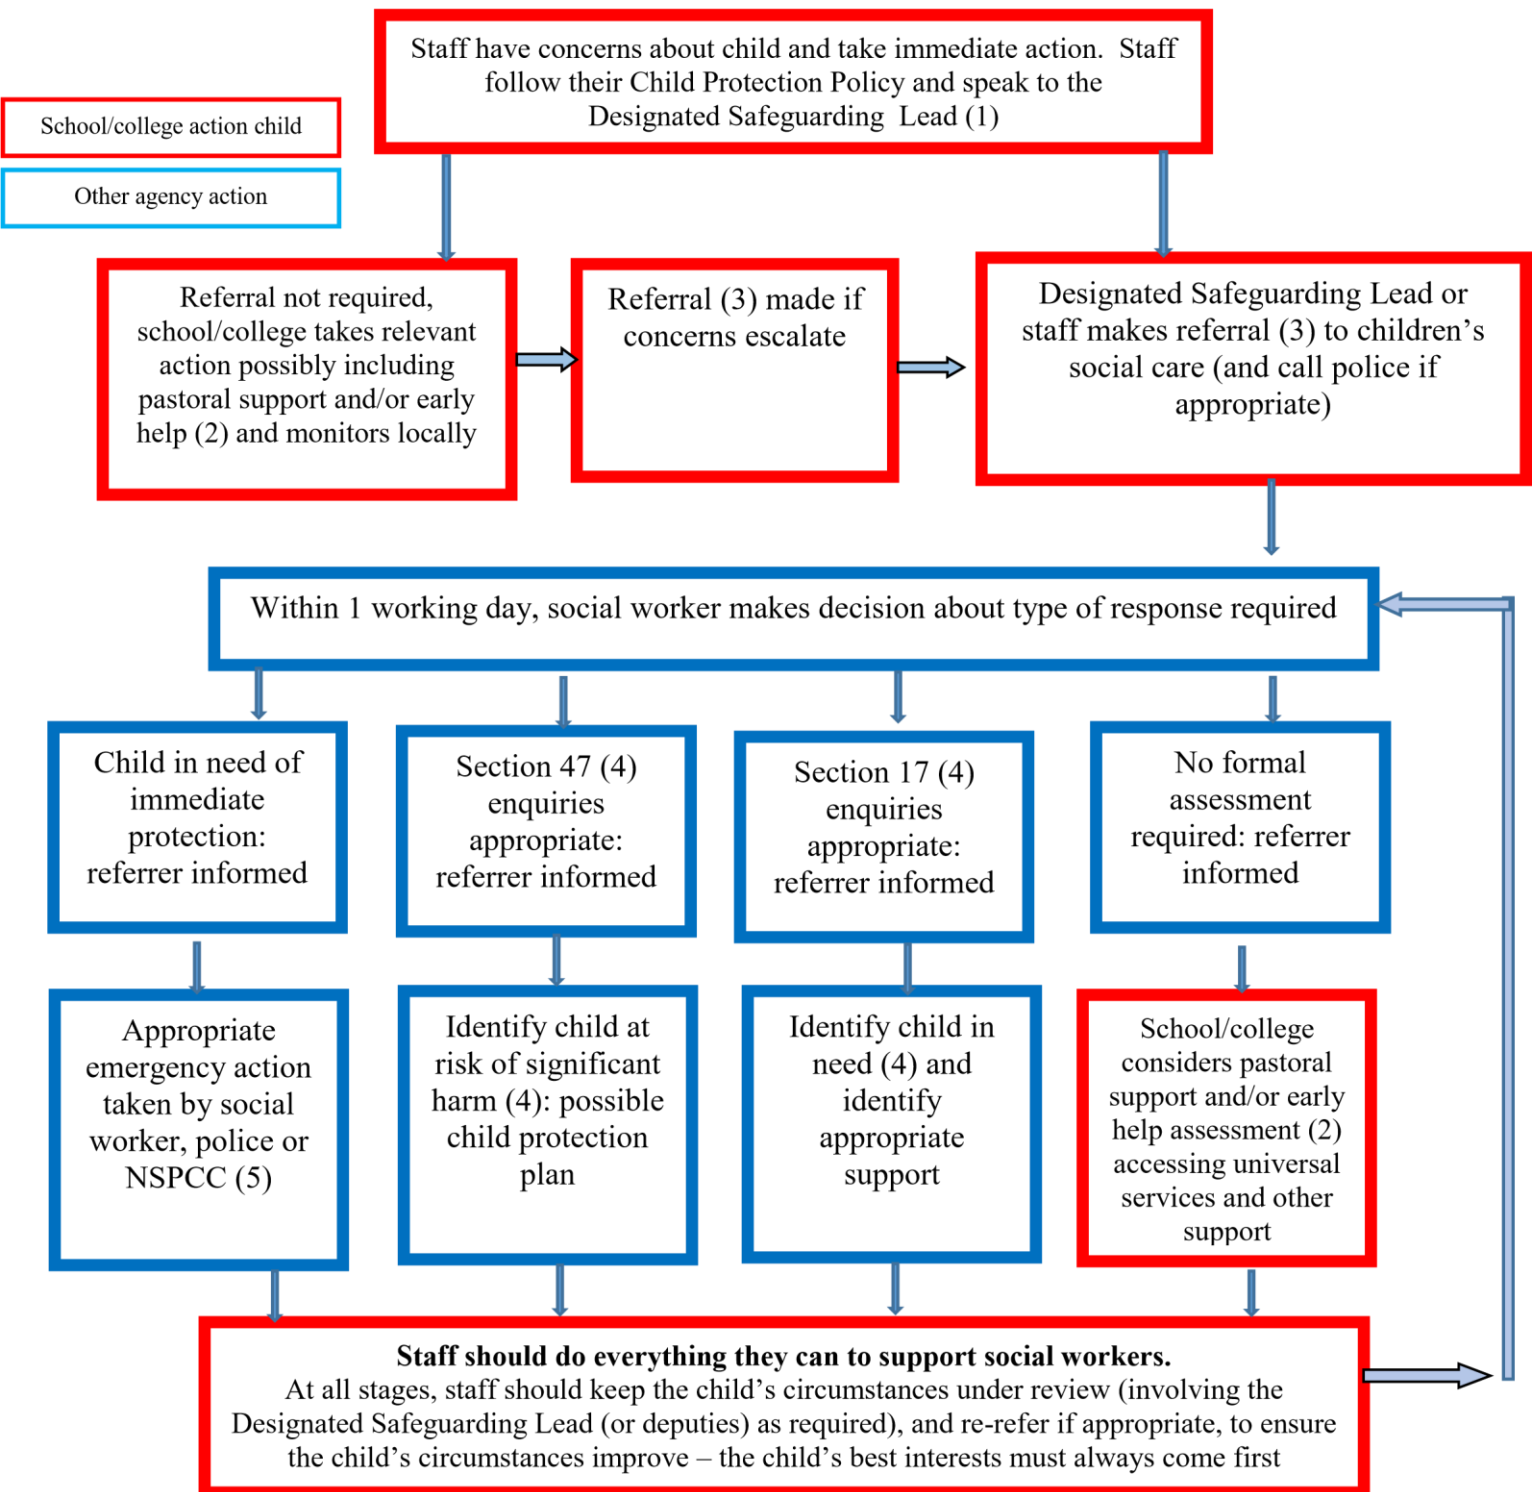 Staff have concerns about child and take immediate action.  Staff
follow their Child Protection Policy and speak to the
Designated Safeguarding  Lead (1)
School/college action child
Other agency action
Referral not required,
school/college takes relevant
action possibly including
pastoral support and/or early
help (2) and monitors locally
Referral (3) made if
concerns escalate
Designated Safeguarding Lead or
staff makes referral (3) to children’s
social care (and call police if
appropriate)
Within 1 working day, social worker makes decision about type of response required
Child in need of
immediate
protection:
referrer informed
Section 47 (4)
enquiries
appropriate:
referrer informed
Section 17 (4)
enquiries
appropriate:
referrer informed
No formal
assessment
required: referrer
informed
Appropriate
emergency action
taken by social
worker, police or
NSPCC (5)
Identify child at
risk of significant
harm (4): possible
child protection
plan
Identify child in
need (4) and
identify
appropriate
support
School/college
considers pastoral
support and/or early
help assessment (2)
accessing universal
services and other
support
Staff should do everything they can to support social workers.
At all stages, staff should keep the child’s circumstances under review (involving the
Designated Safeguarding Lead (or deputies) as required), and re-refer if appropriate, to ensure
the child’s circumstances improve – the child’s best interests must always come first